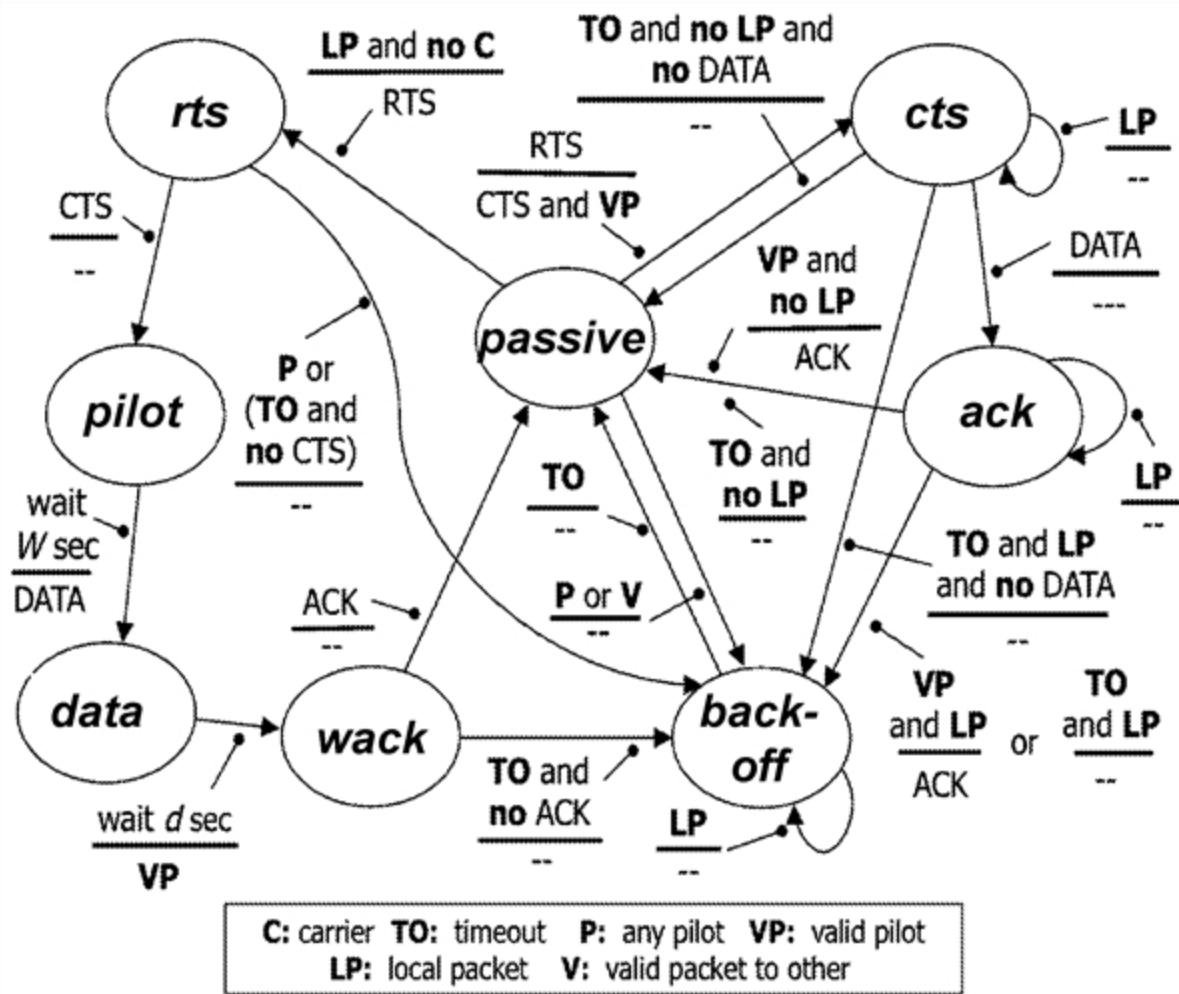 LP and no C
RTS
TO and no LP and
no DATA
--
rts
cts
LP
--
RTS
CTS and VP
CTS
--
DATA
---
VP and
no LP
ACK
passive
P or
(TO and
no CTS)
--
pilot
ack
TO
--
TO and
no LP
--
LP
--
wait
W sec
DATA
TO and LP
and no DATA
--
ACK
--
P or V
--
data
wack
back-
off
VP
and LP
ACK
or
TO
and LP
--
TO and
no ACK
--
wait d sec
VP
LP
--
C: carrier TO: timeout P: any pilot VP: valid pilot
LP: local packet V: valid packet to other